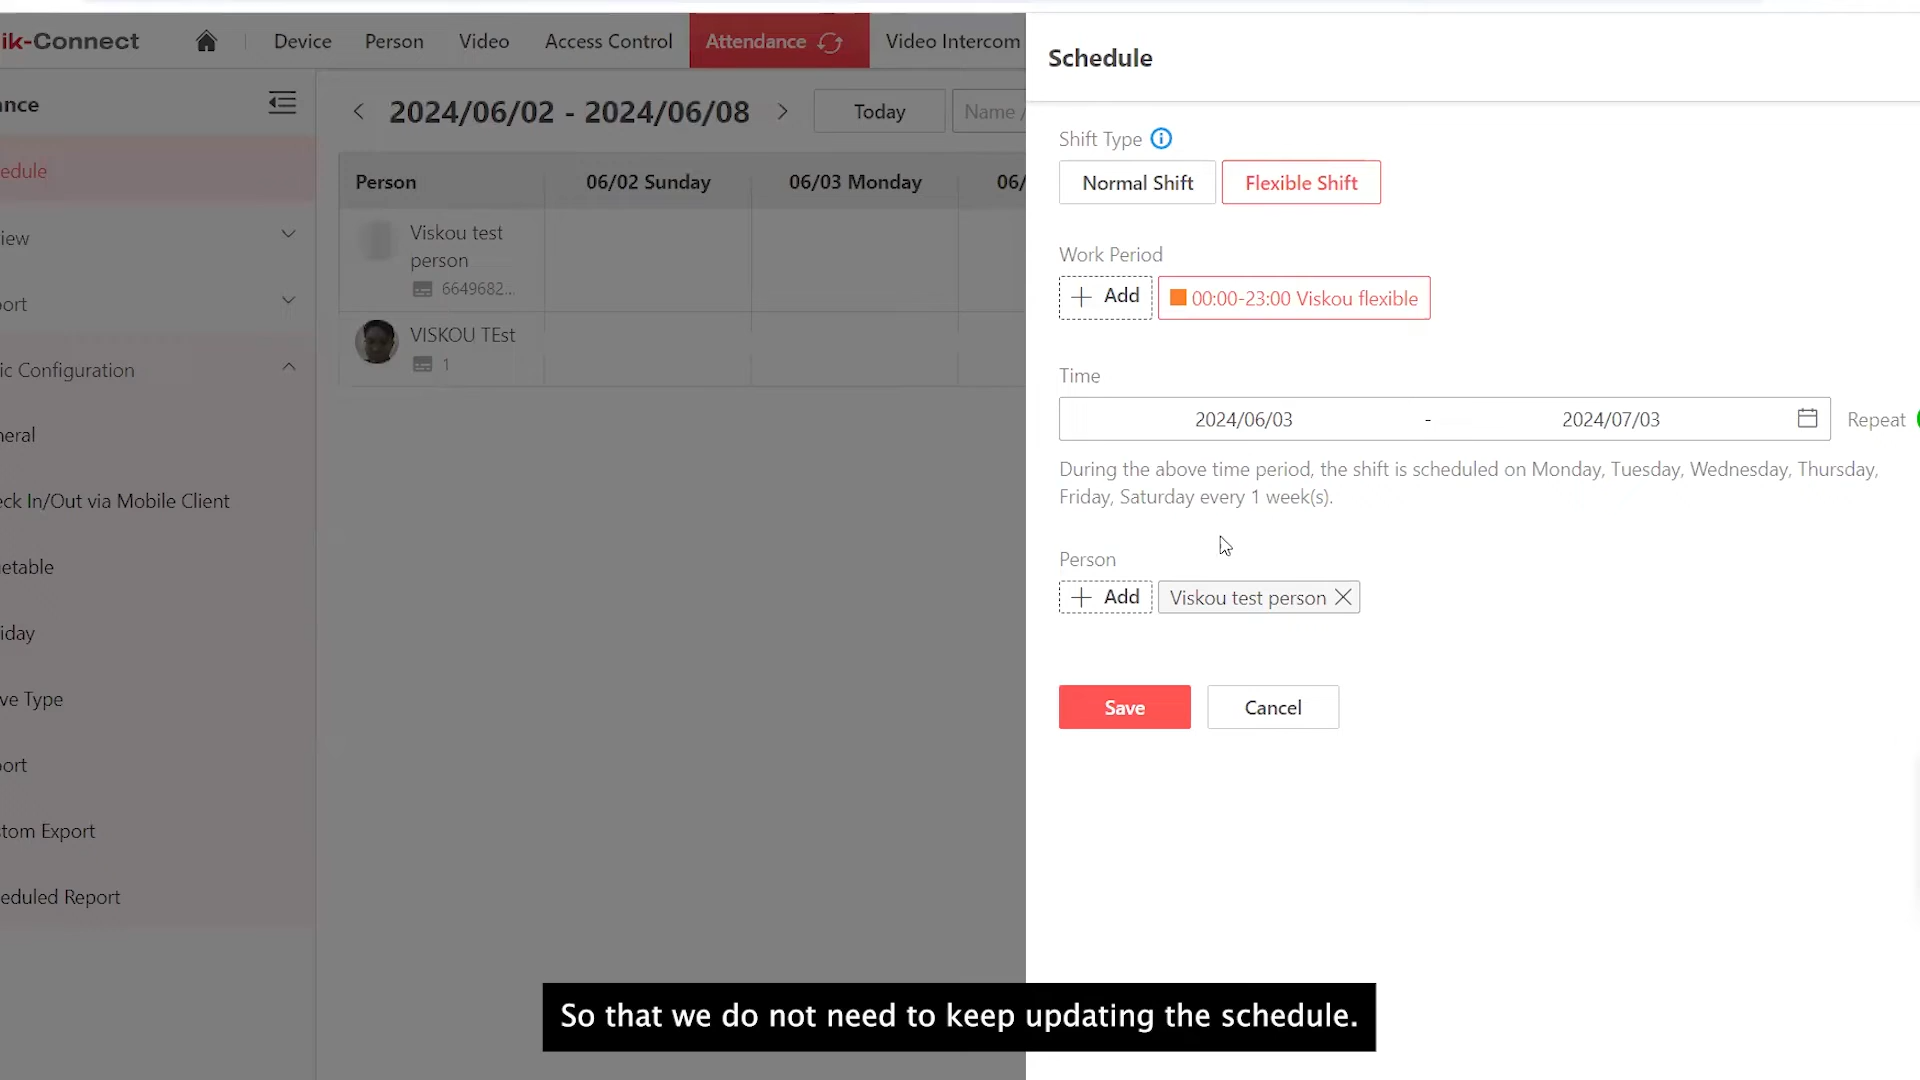 ik-Connect
Device
Person
Video
Access Control
Attendance
Video Intercom
Schedule
nce
edule
iew
ort
ic Configuration
eral
eck In/Out via Mobile Client
etable
iday
ve Type
ort
tom Export
eduled Report
2024/06/02 - 2024/06/08
Today
Name /
Person
06/02 Sunday
06/03 Monday
06/
Viskou test
person
6649682...
VISKOU TEst
1
Shift Type
Normal Shift
Flexible Shift
Work Period
+ Add
00:00-23:00 Viskou flexible
Time
2024/06/03 - 2024/07/03
Repeat
During the above time period, the shift is scheduled on Monday, Tuesday, Wednesday, Thursday,
Friday, Saturday every 1 week(s).
Person
+ Add
Viskou test person
Save
Cancel
So that we do not need to keep updating the schedule.